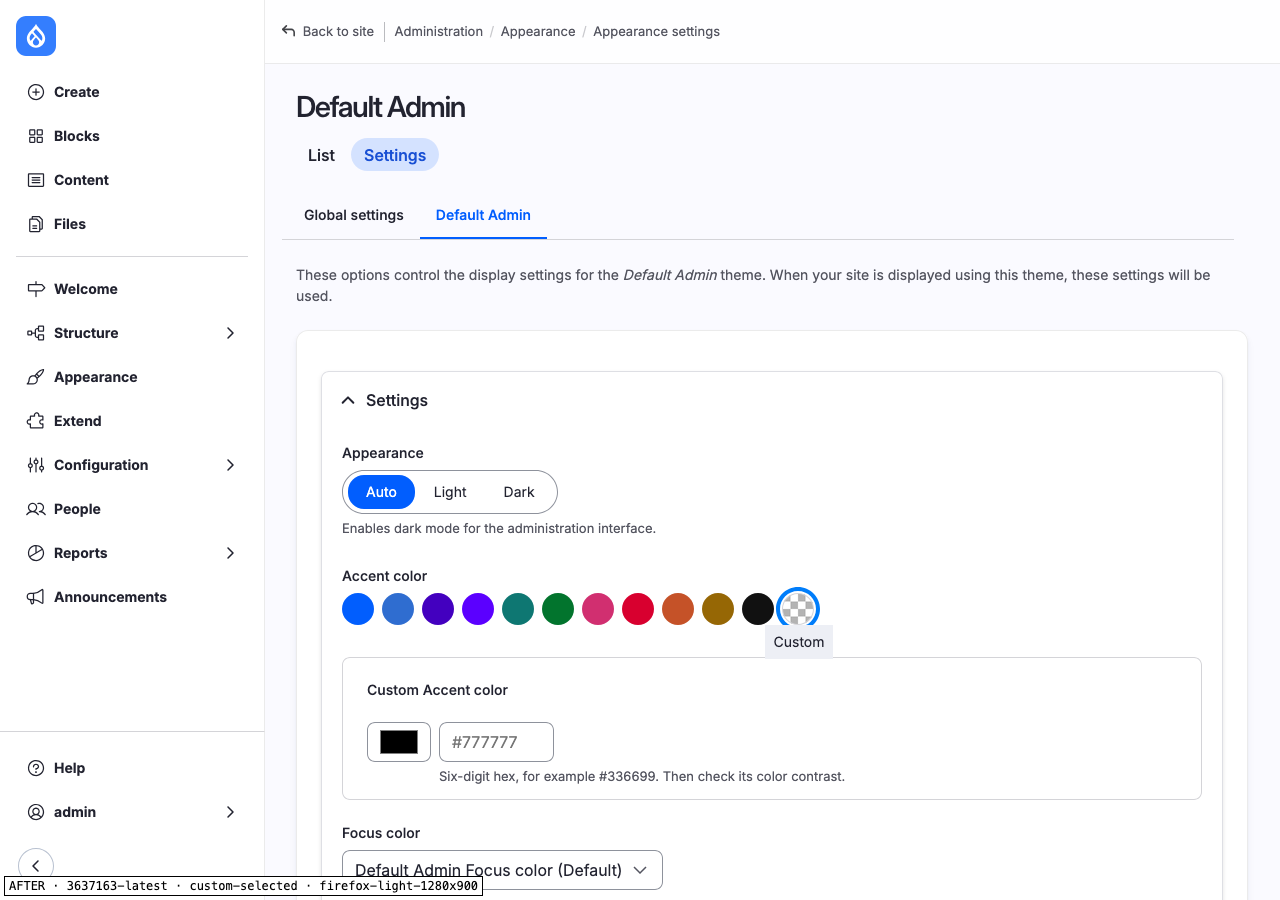 Back to site
Administration / Appearance / Appearance settings
Create
Blocks
Content
Files
Welcome
Structure
Appearance
Extend
Configuration
People
Reports
Announcements
Help
admin
Default Admin
List
Settings
Global settings
Default Admin
These options control the display settings for the Default Admin theme. When your site is displayed using this theme, these settings will be
used.
Settings
Appearance
Auto
Light
Dark
Enables dark mode for the administration interface.
Accent color
Custom
Custom Accent color
#777777
Six-digit hex, for example #336699. Then check its color contrast.
Focus color
Default Admin Focus color (Default)
AFTER · 3637163-latest · custom-selected · firefox-light-1280x900